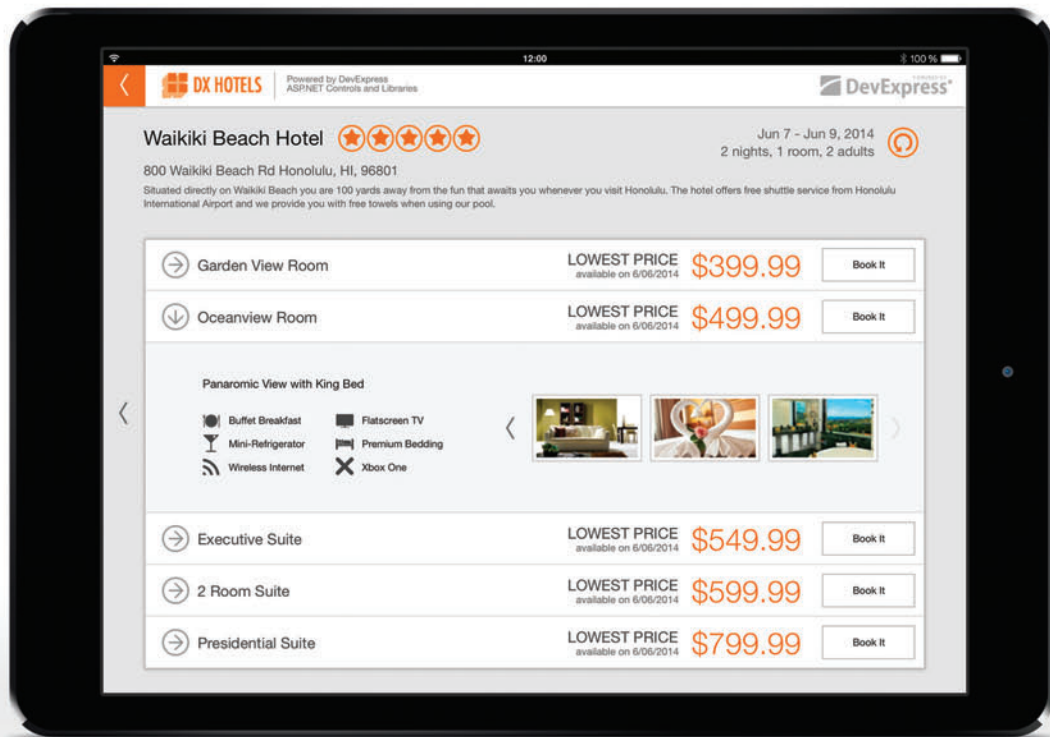 12:00
100 %
DX HOTELS
Powered by DevExpress
ASP.NET Controls and Libraries
POWERED BY
DevExpress
Waikiki Beach Hotel
Jun 7 - Jun 9, 2014
2 nights, 1 room, 2 adults
800 Waikiki Beach Rd Honolulu, HI, 96801
Situated directly on Waikiki Beach you are 100 yards away from the fun that awaits you whenever you visit Honolulu. The hotel offers free shuttle service from Honolulu
International Airport and we provide you with free towels when using our pool.
Garden View Room
LOWEST PRICE
available on 6/06/2014
$399.99
Book It
Oceanview Room
LOWEST PRICE
available on 6/06/2014
$499.99
Book It
Panaromic View with King Bed
Buffet Breakfast
Flatscreen TV
Mini-Refrigerator
Premium Bedding
Wireless Internet
Xbox One
Executive Suite
LOWEST PRICE
available on 6/06/2014
$549.99
Book It
2 Room Suite
LOWEST PRICE
available on 6/06/2014
$599.99
Book It
Presidential Suite
LOWEST PRICE
available on 6/06/2014
$799.99
Book It